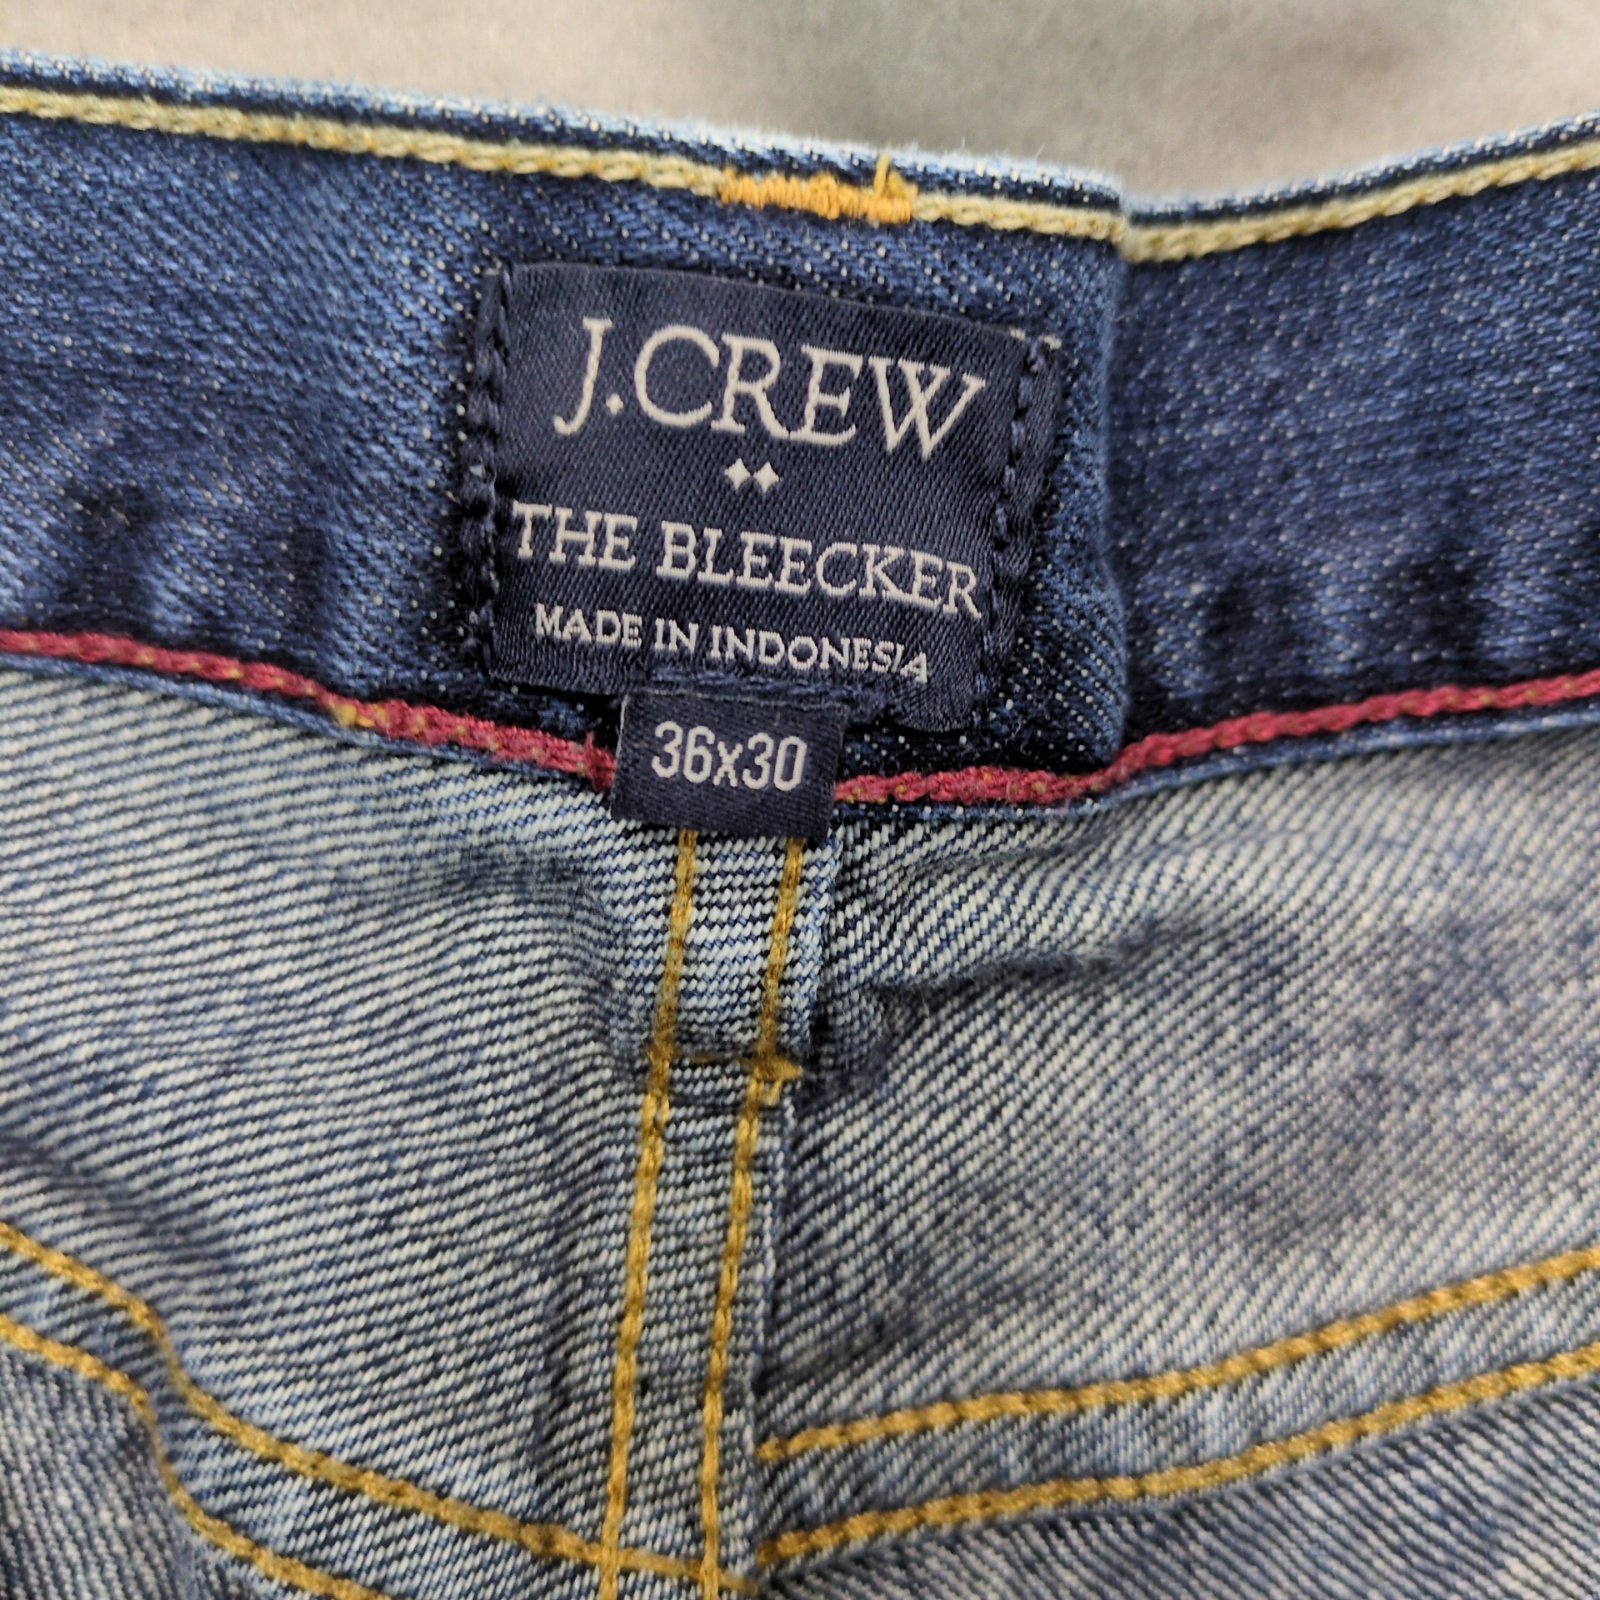 J.CREW
THE BLEECKER
MADE IN INDONESIA
36x30